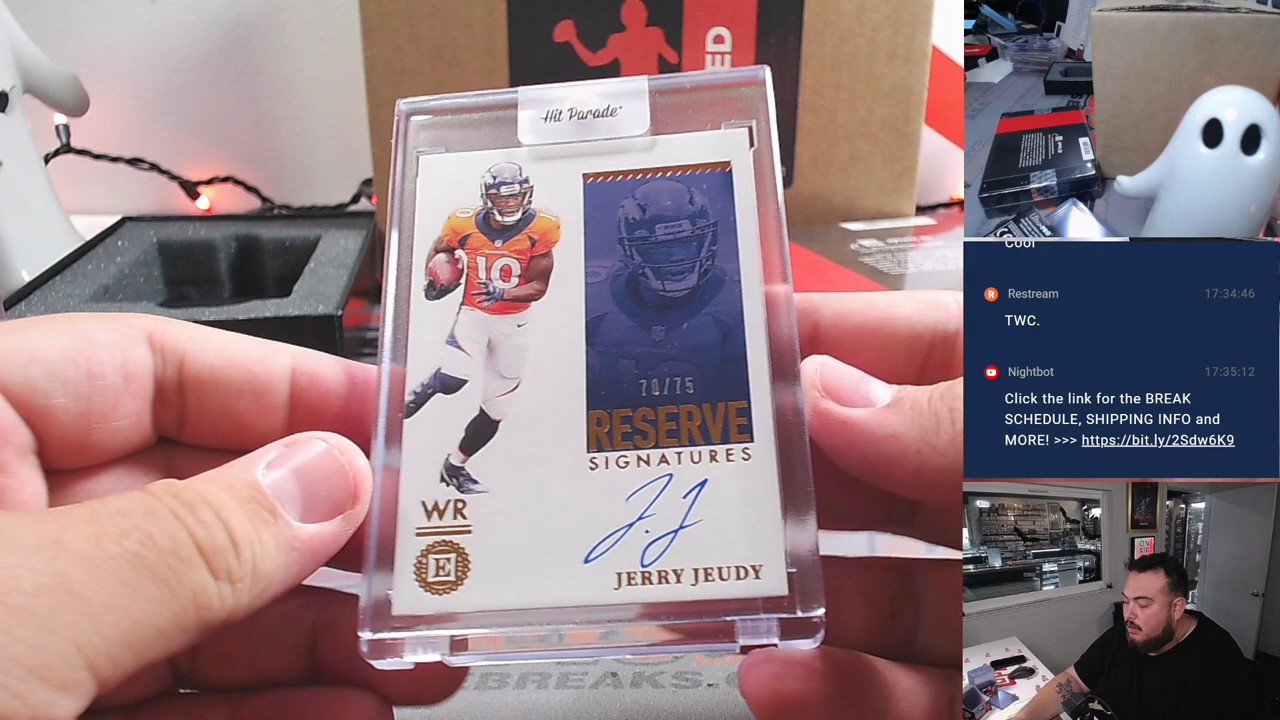 ED
Hit Parade
10
10
70/75
RESERVE
SIGNATURES
WR
E
JERRY JEUDY
BREAKS.
Cool
R
Restream
17:34:46
TWC.
Nightbot
17:35:12
Click the link for the BREAK
SCHEDULE, SHIPPING INFO and
MORE! >>> https://bit.ly/2Sdw6K9
ON
AIR